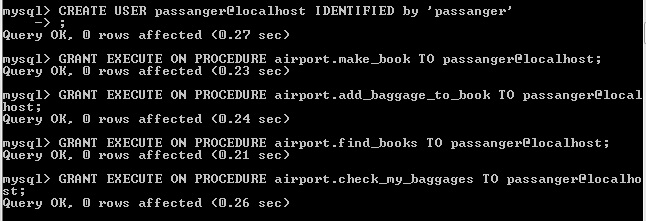 mysql> CREATE USER passanger@localhost IDENTIFIED by 'passanger'
    -> ;
Query OK, 0 rows affected (0.27 sec)
mysql> GRANT EXECUTE ON PROCEDURE airport.make_book TO passanger@localhost;
Query OK, 0 rows affected (0.23 sec)
mysql> GRANT EXECUTE ON PROCEDURE airport.add_baggage_to_book TO passanger@local
host;
Query OK, 0 rows affected (0.24 sec)
mysql> GRANT EXECUTE ON PROCEDURE airport.find_books TO passanger@localhost;
Query OK, 0 rows affected (0.21 sec)
mysql> GRANT EXECUTE ON PROCEDURE airport.check_my_baggages TO passanger@localho
st;
Query OK, 0 rows affected (0.26 sec)